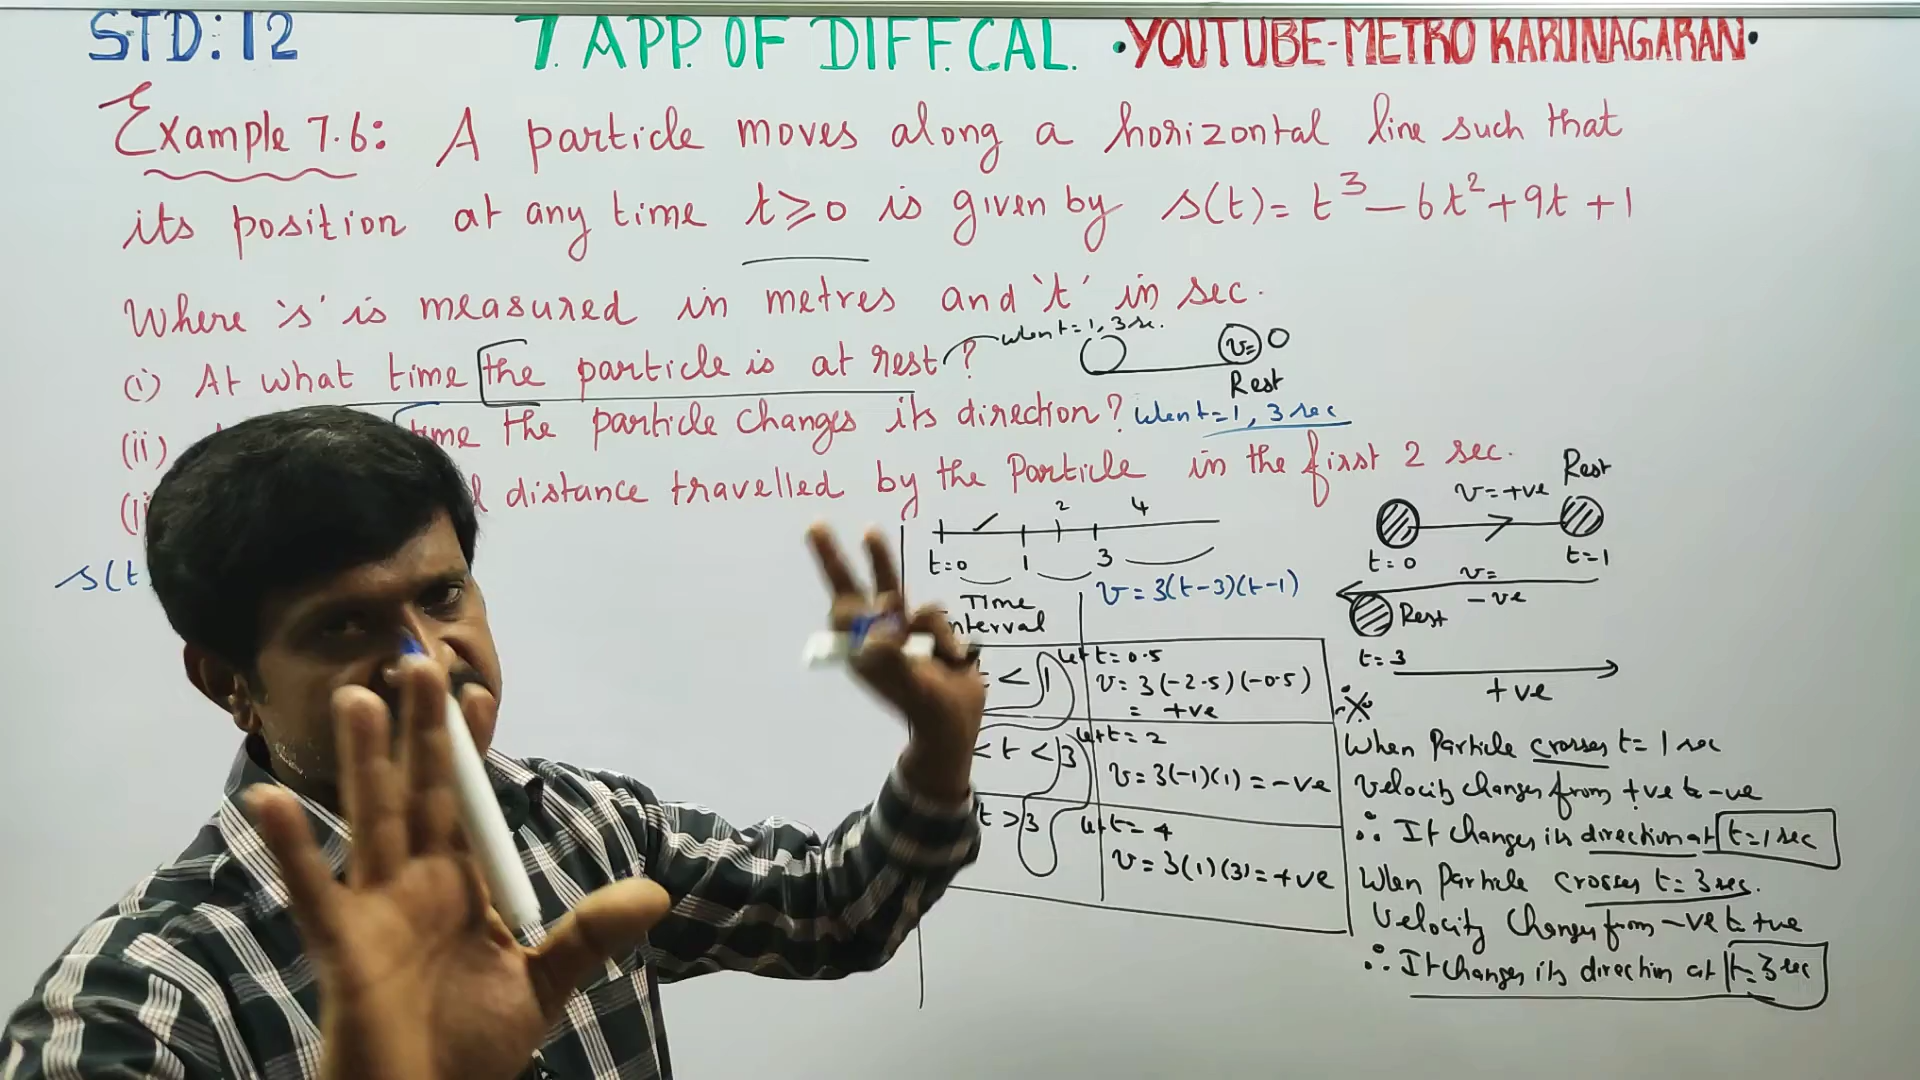 STD: 12 7. APP. OF DIFF. CAL. •YOUTUBE-METRO KARUNAGARAN•
Example 7.6: A particle moves along a horizontal line such that
its position at any time t ≥ 0 is given by s(t) = t³ – 6t² + 9t + 1
Where 's' is measured in metres and 't' in sec.
(i) At what time the particle is at rest? when t = 1, 3 sec.
v = 0
Rest
(ii) time the particle changes its direction? when t = 1, 3 sec
distance travelled by the Particle in the first 2 sec.
s(t
2 4
t=0 1 3
Time
Interval
v = 3(t-3)(t-1)
t < 1
let t = 0.5
v = 3(-2.5)(-0.5)
= +ve
< t < 3
let t = 2
v = 3(-1)(1) = -ve
t > 3
let t = 4
v = 3(1)(3) = +ve
Rest
v = +ve
t = 0 t = 1
v =
-ve
Rest
t = 3
+ve
When Particle crosses t = 1 sec
Velocity changes from +ve to -ve
∴ It changes its direction at t = 1 sec
When Particle crosses t = 3 sec.
Velocity changes from -ve to +ve
∴ It changes its direction at t = 3 sec